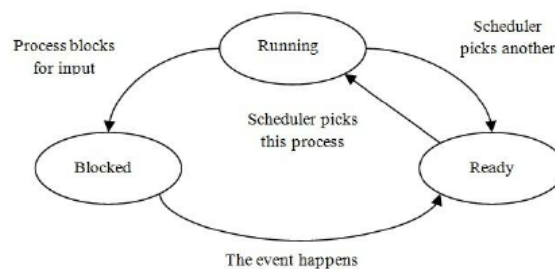 Scheduler
picks another
Process blocks
for input
Running
Scheduler picks
this process
Blocked
Ready
The event happens